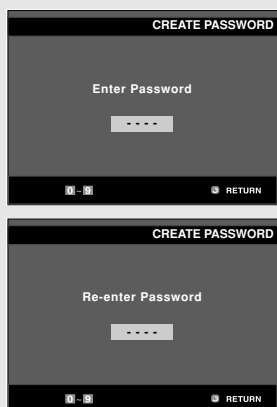 CREATE PASSWORD
Enter Password
- - - -
0 ~ 9 RETURN
CREATE PASSWORD
Re-enter Password
- - - -
0 ~ 9 RETURN